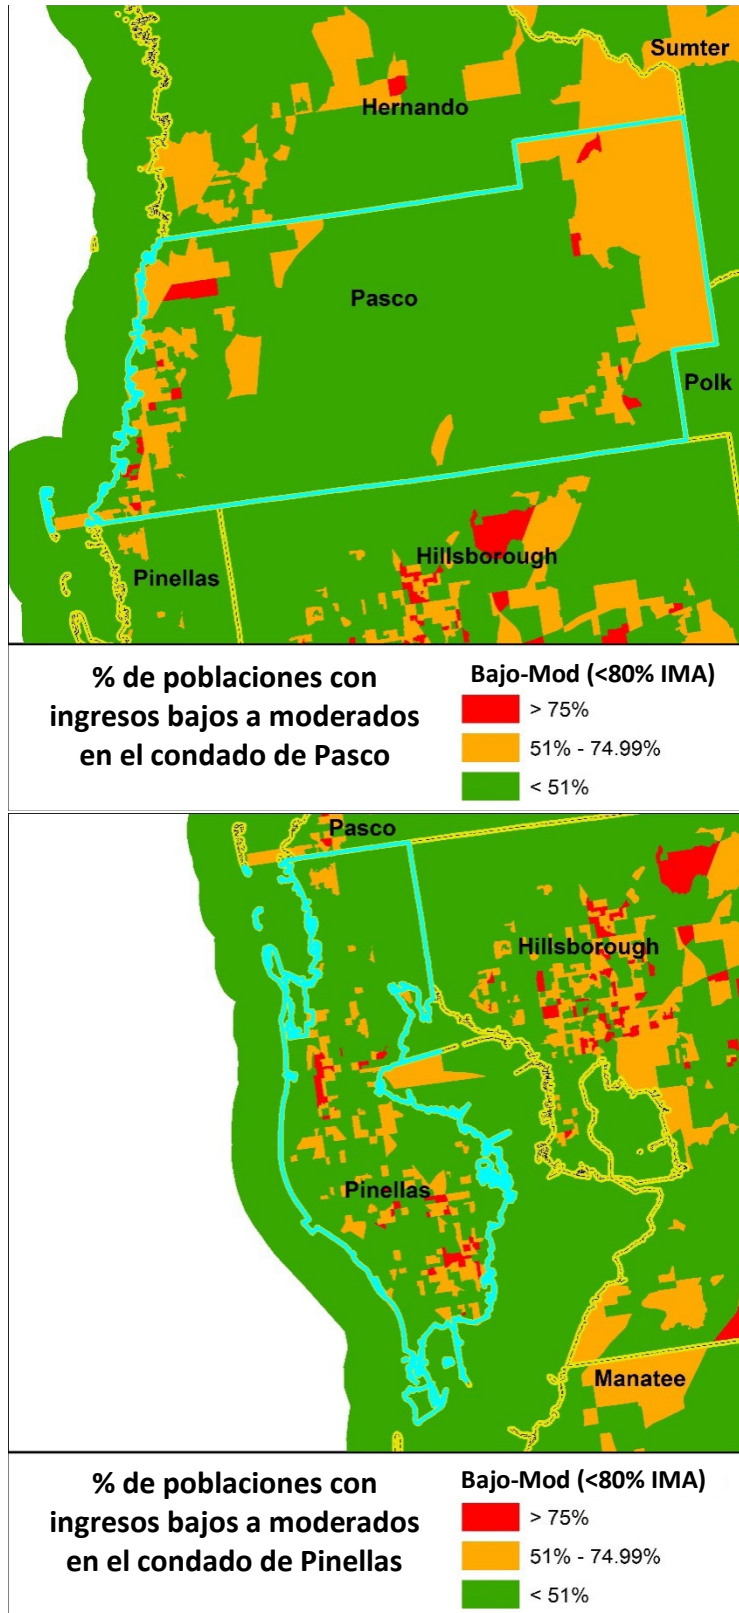 Sumter
Hernando
Pasco
Polk
Hillsborough
Pinellas
% de poblaciones con
ingresos bajos a moderados
en el condado de Pasco
Bajo-Mod (<80% IMA)
> 75%
51% - 74.99%
< 51%
Pasco
Hillsborough
Pinellas
Manatee
% de poblaciones con
ingresos bajos a moderados
en el condado de Pinellas
Bajo-Mod (<80% IMA)
> 75%
51% - 74.99%
< 51%